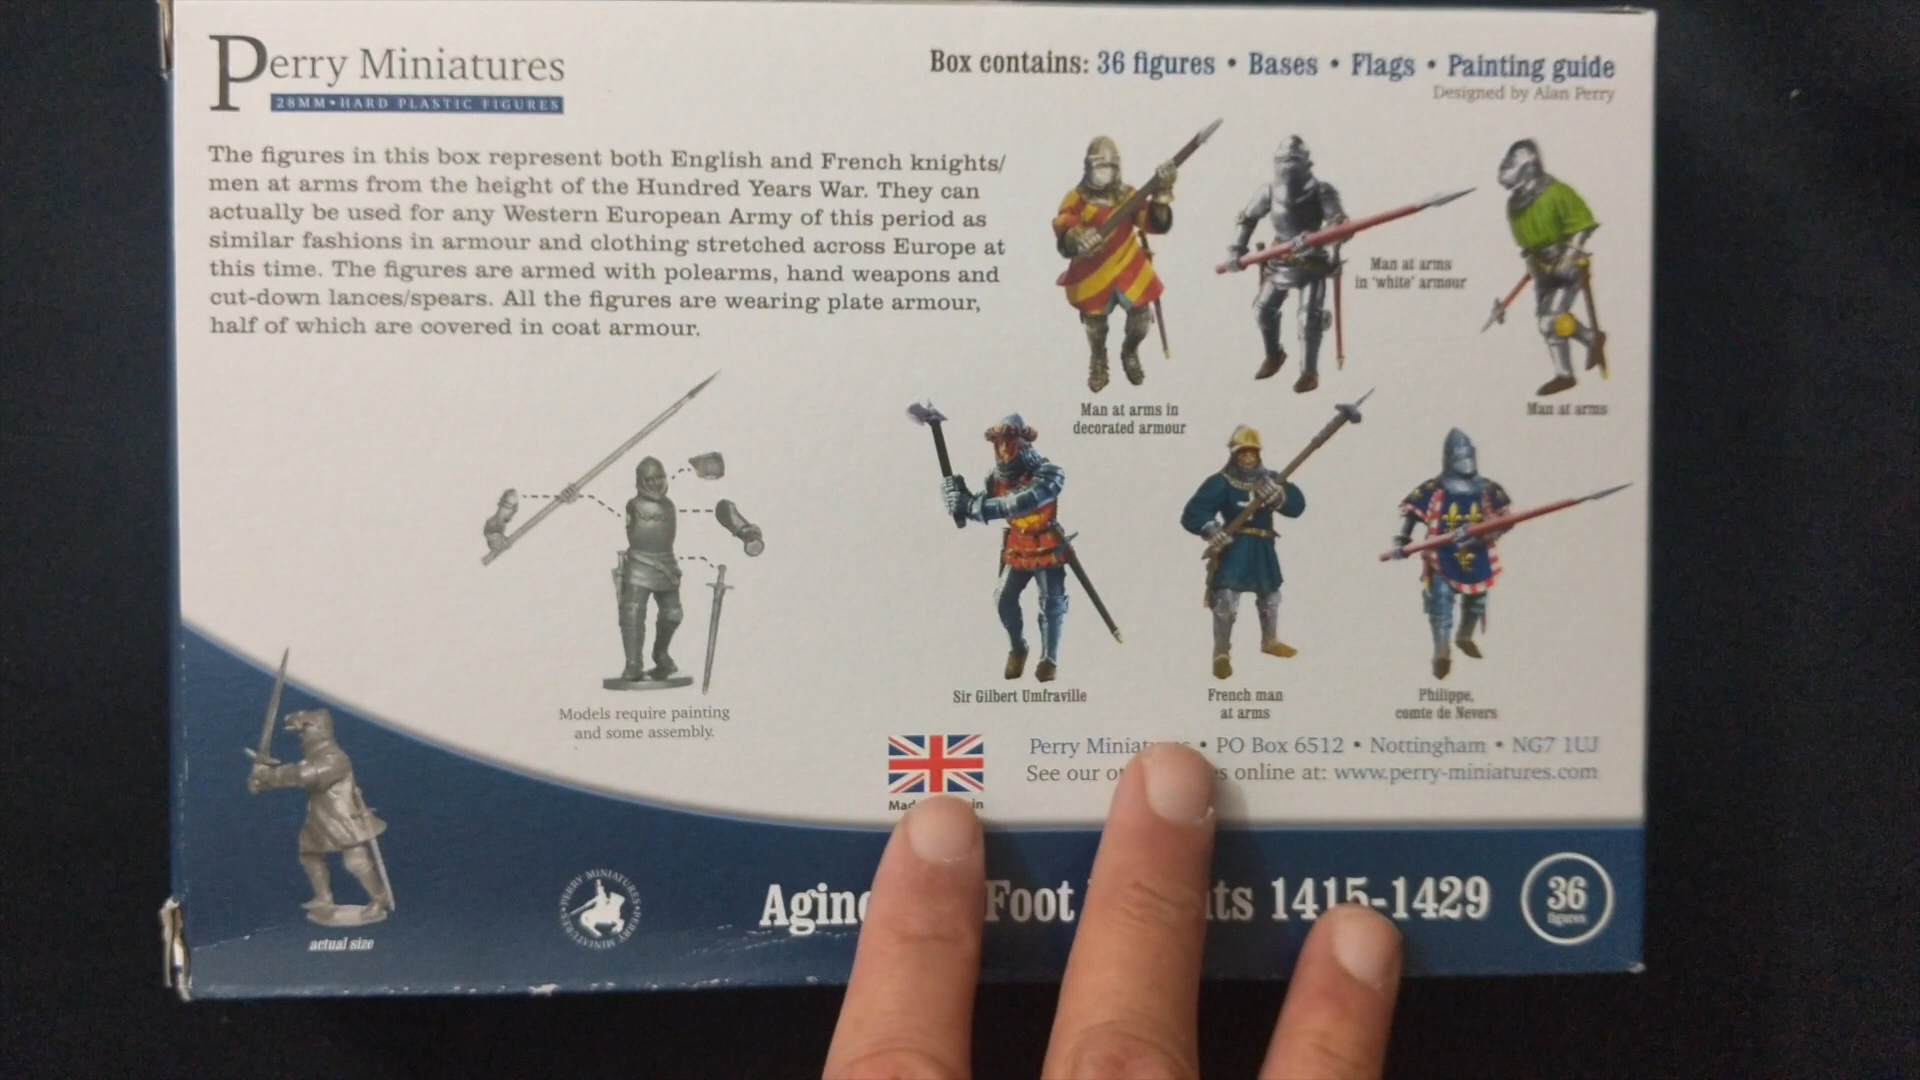 Perry Miniatures
28MM • HARD PLASTIC FIGURES
Box contains: 36 figures • Bases • Flags • Painting guide
Designed by Alan Perry
The figures in this box represent both English and French knights/
men at arms from the height of the Hundred Years War. They can
actually be used for any Western European Army of this period as
similar fashions in armour and clothing stretched across Europe at
this time. The figures are armed with polearms, hand weapons and
cut-down lances/spears. All the figures are wearing plate armour,
half of which are covered in coat armour.
Man at arms
in 'white' armour
Man at arms in
decorated armour
Man at arms
Sir Gilbert Umfraville
French man
at arms
Philippe,
comte de Nevers
Models require painting
and some assembly.
Perry • PO Box 6512 • Nottingham • NG7 1UJ
See our online at: www.perry-miniatures.com
actual size
PERRY MINIATURES • PERRY MINIATURES •
Foot 1415-1429
36
figures